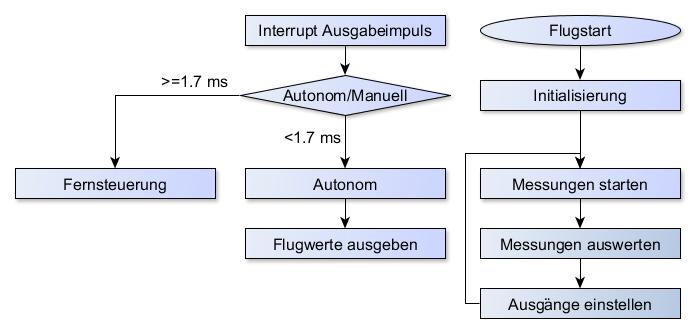 Interrupt Ausgabeimpuls
Autonom/Manuell
>=1.7 ms
<1.7 ms
Fernsteuerung
Autonom
Flugwerte ausgeben
Flugstart
Initialisierung
Messungen starten
Messungen auswerten
Ausgänge einstellen